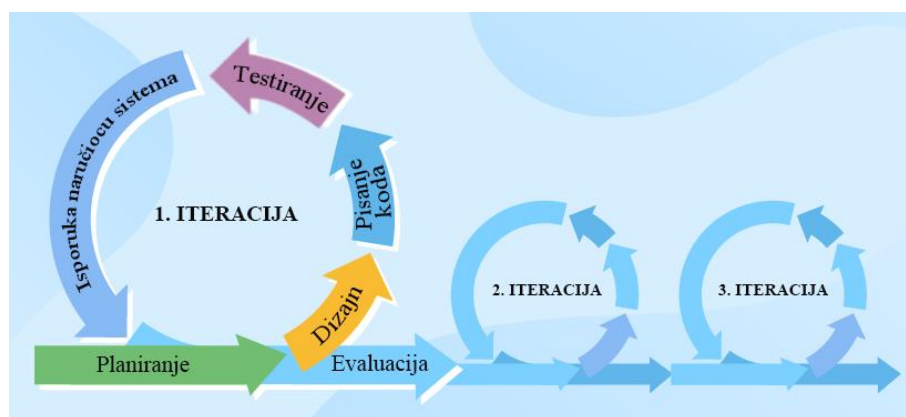 Planiranje
Dizajn
Pisanje
koda
Testiranje
Isporuka naručiocu sistema
Evaluacija
1. ITERACIJA
2. ITERACIJA
3. ITERACIJA